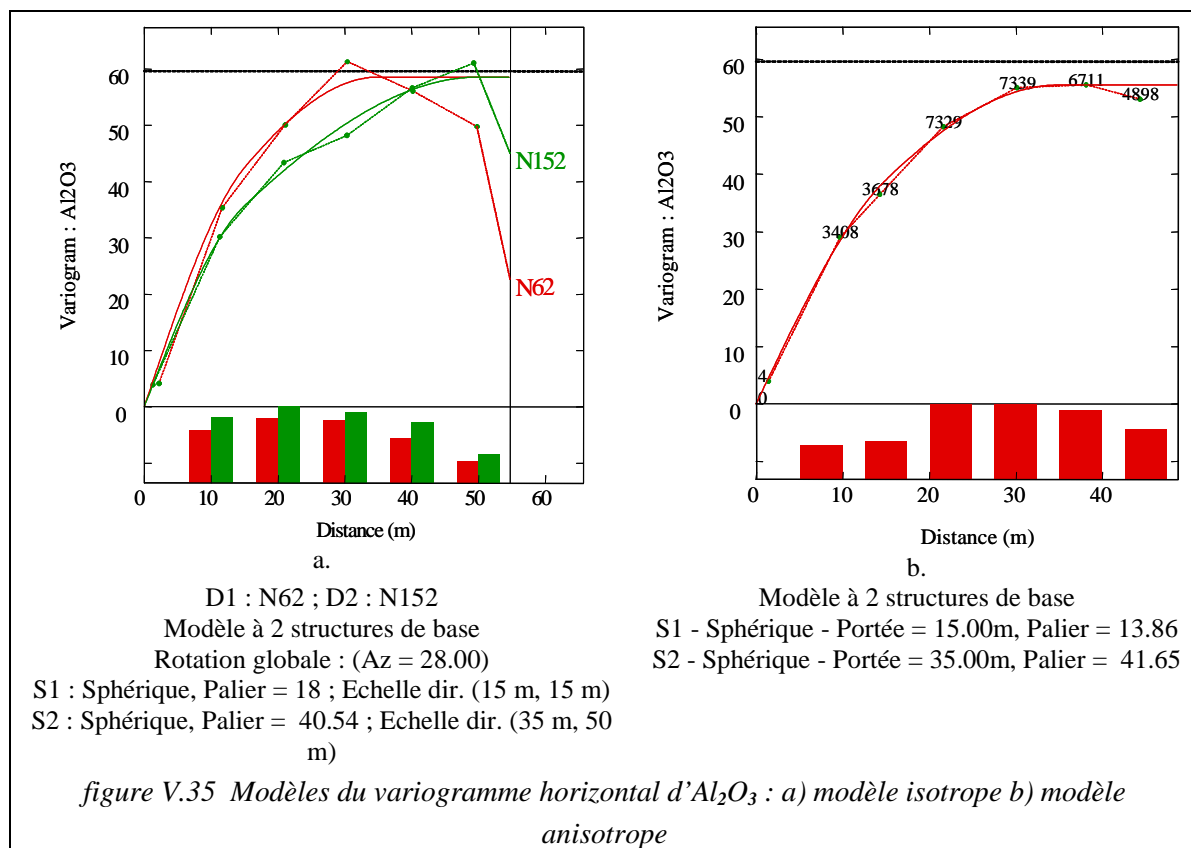 Variogram : Al2O3
60
50
40
30
20
10
0
N152
N62
0 10 20 30 40 50 60
Distance (m)
a.
D1 : N62 ; D2 : N152
Modèle à 2 structures de base
Rotation globale : (Az = 28.00)
S1 : Sphérique, Palier = 18 ; Echelle dir. (15 m, 15 m)
S2 : Sphérique, Palier = 40.54 ; Echelle dir. (35 m, 50
m)
Variogram : Al2O3
60
50
40
30
20
10
0
4
0
3408
3678
7329
7339
6711
4898
0 10 20 30 40
Distance (m)
b.
Modèle à 2 structures de base
S1 - Sphérique - Portée = 15.00m, Palier = 13.86
S2 - Sphérique - Portée = 35.00m, Palier = 41.65
figure V.35 Modèles du variogramme horizontal d'Al₂O₃ : a) modèle isotrope b) modèle
anisotrope